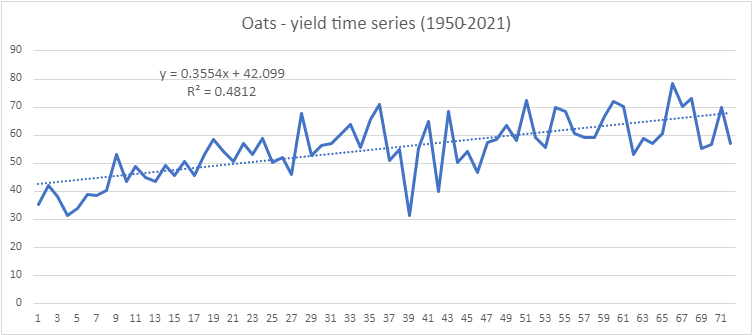 Oats - yield time series (1950-2021)
90
80
70
60
50
40
30
20
10
0
y = 0.3554x + 42.099
R² = 0.4812
1 3 5 7 9 11 13 15 17 19 21 23 25 27 29 31 33 35 37 39 41 43 45 47 49 51 53 55 57 59 61 63 65 67 69 71